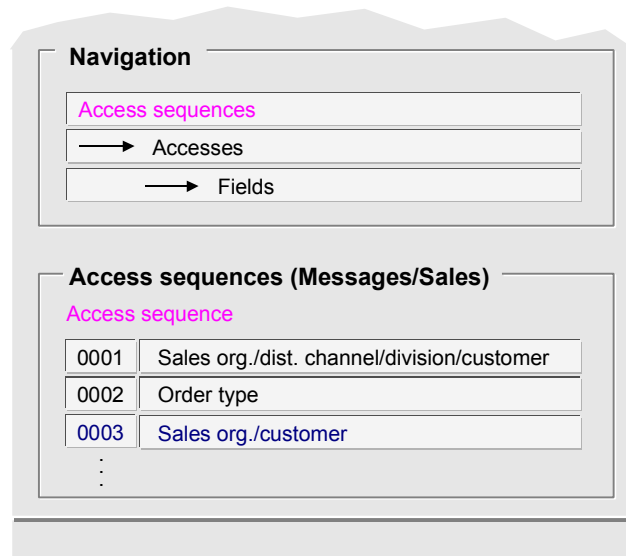 Navigation
Access sequences
Accesses
Fields
Access sequences (Messages/Sales)
Access sequence
0001 Sales org./dist. channel/division/customer
0002 Order type
0003 Sales org./customer